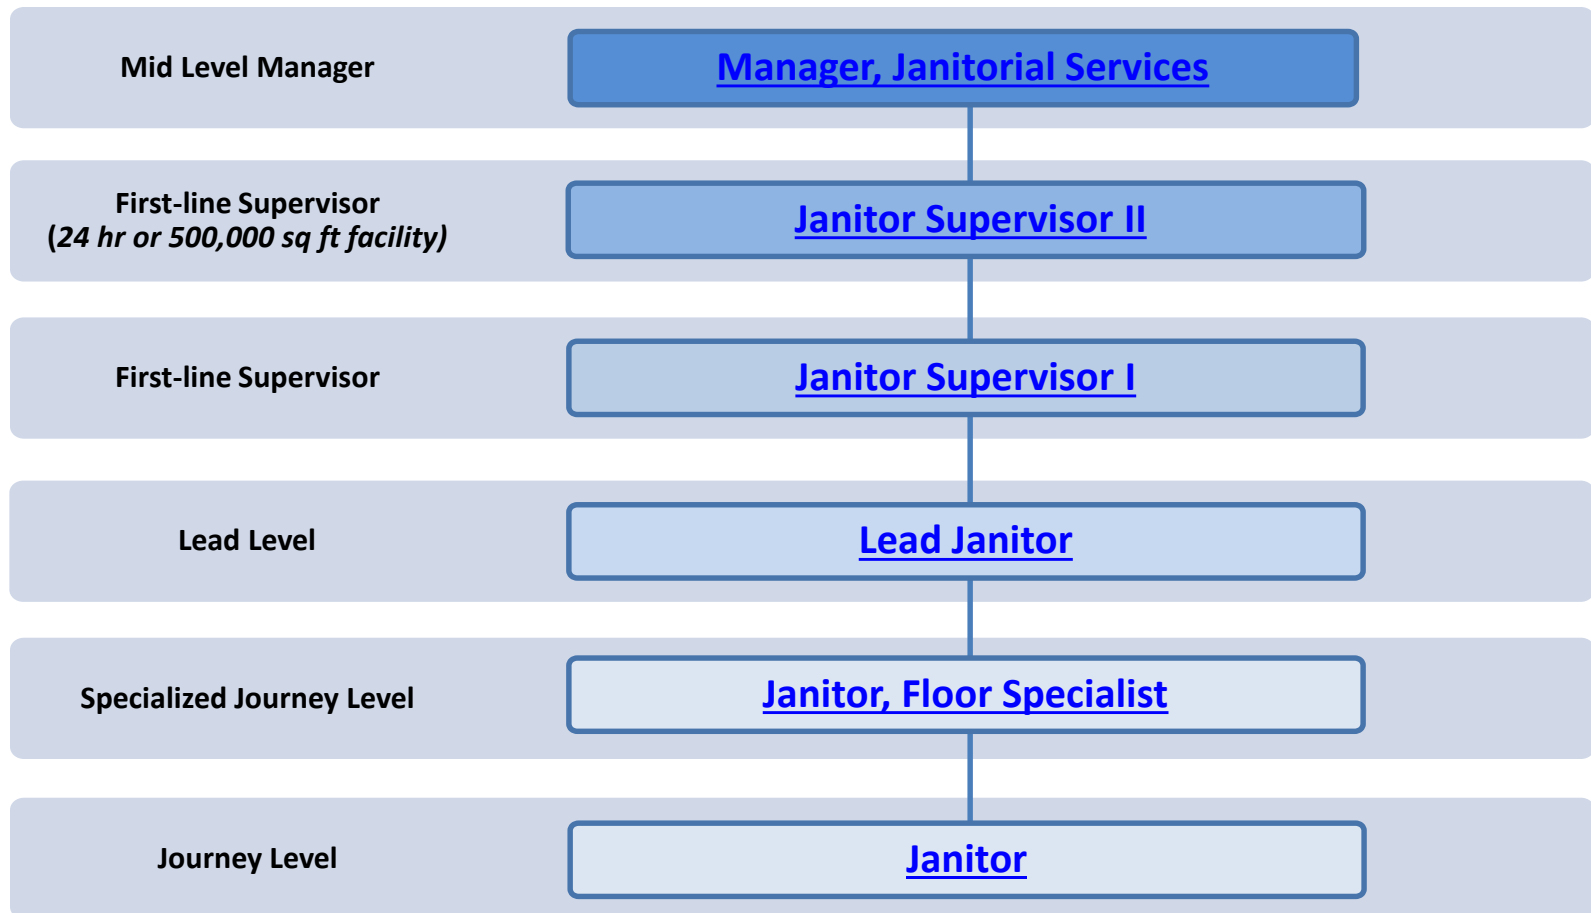 Mid Level Manager
Manager, Janitorial Services
First-line Supervisor
(24 hr or 500,000 sq ft facility)
Janitor Supervisor II
First-line Supervisor
Janitor Supervisor I
Lead Level
Lead Janitor
Specialized Journey Level
Janitor, Floor Specialist
Journey Level
Janitor